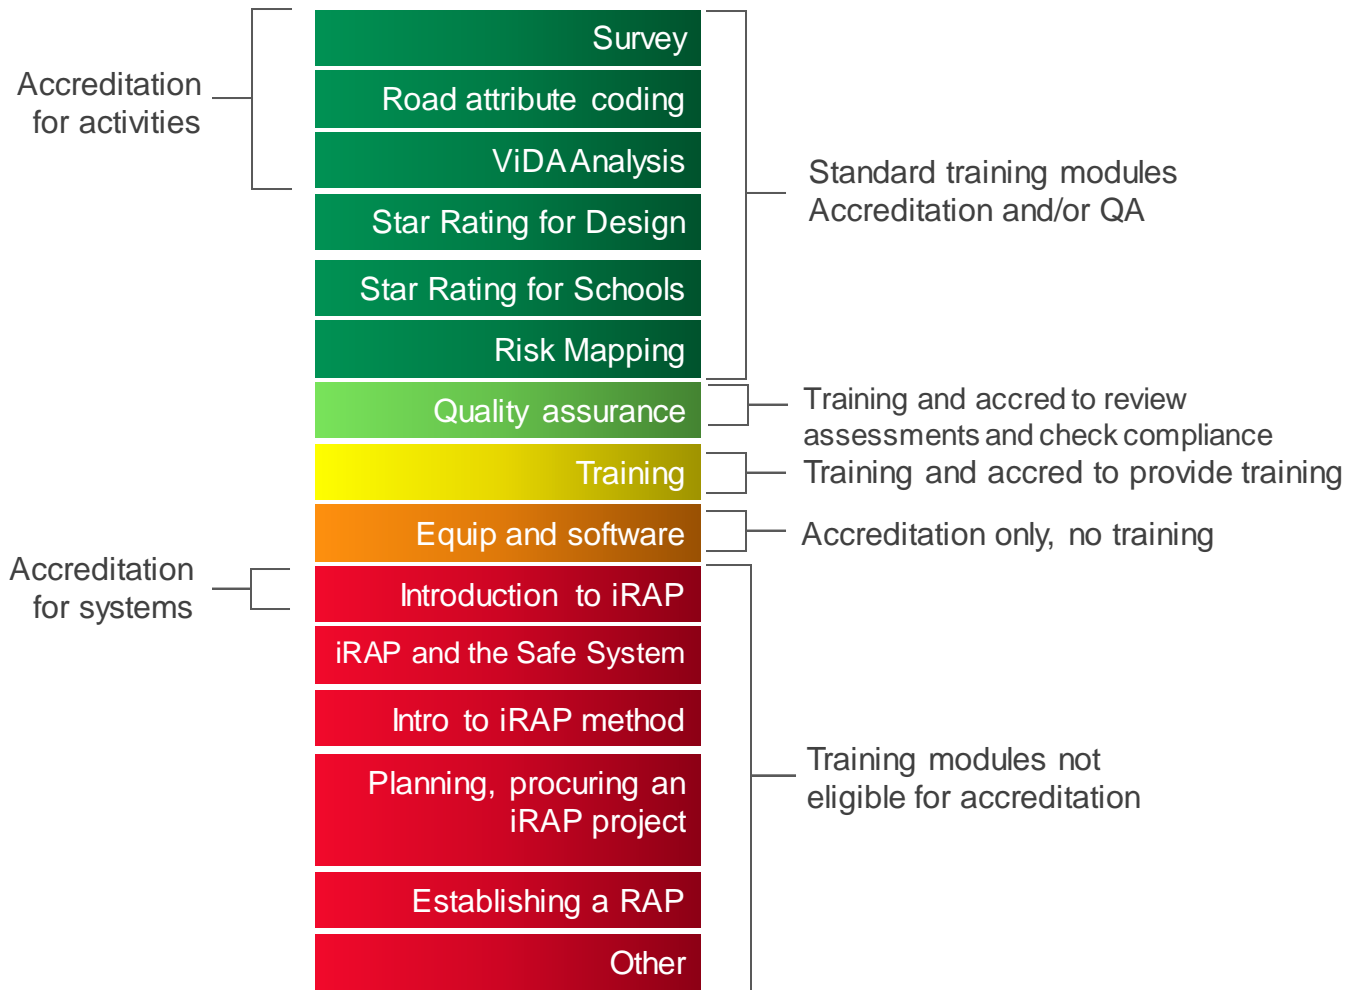 Accreditation
for activities
Survey
Road attribute coding
ViDA Analysis
Star Rating for Design
Star Rating for Schools
Risk Mapping
Standard training modules
Accreditation and/or QA
Quality assurance
Training and accred to review
assessments and check compliance
Training
Training and accred to provide training
Equip and software
Accreditation only, no training
Accreditation
for systems
Introduction to iRAP
iRAP and the Safe System
Intro to iRAP method
Planning, procuring an
iRAP project
Establishing a RAP
Other
Training modules not
eligible for accreditation